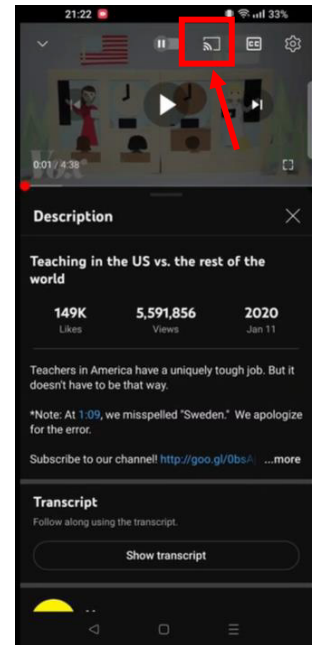 21:22
33%
CC
0:01 / 4:38
Vox
Description
Teaching in the US vs. the rest of the
world
149K
5,591,856
2020
Likes
Views
Jan 11
Teachers in America have a uniquely tough job. But it
doesn't have to be that way.
*Note: At 1:09, we misspelled "Sweden." We apologize
for the error.
Subscribe to our channel! http://goo.gl/0bsA ...more
Transcript
Follow along using the transcript.
Show transcript